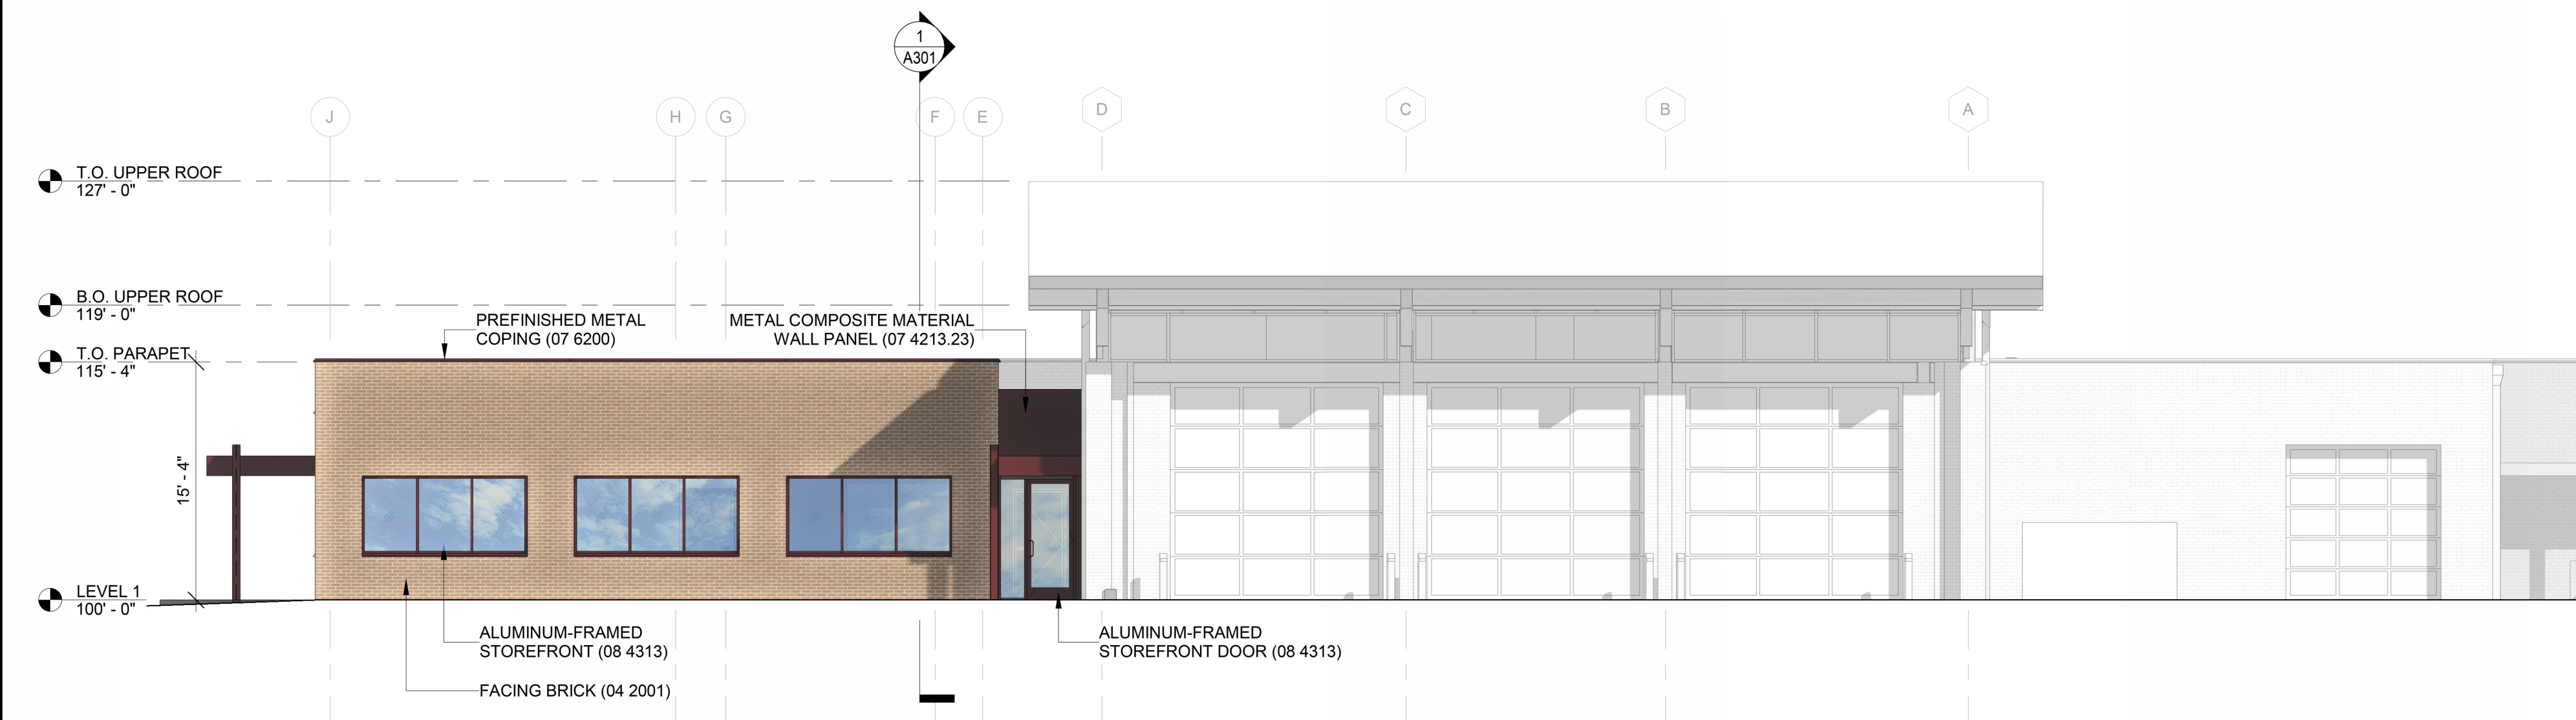 1
A301
J
H
G
F
E
D
C
B
A
T.O. UPPER ROOF
127' - 0"
B.O. UPPER ROOF
119' - 0"
PREFINISHED METAL
COPING (07 6200)
METAL COMPOSITE MATERIAL
WALL PANEL (07 4213.23)
T.O. PARAPET
115' - 4"
15' - 4"
LEVEL 1
100' - 0"
ALUMINUM-FRAMED
STOREFRONT (08 4313)
ALUMINUM-FRAMED
STOREFRONT DOOR (08 4313)
FACING BRICK (04 2001)